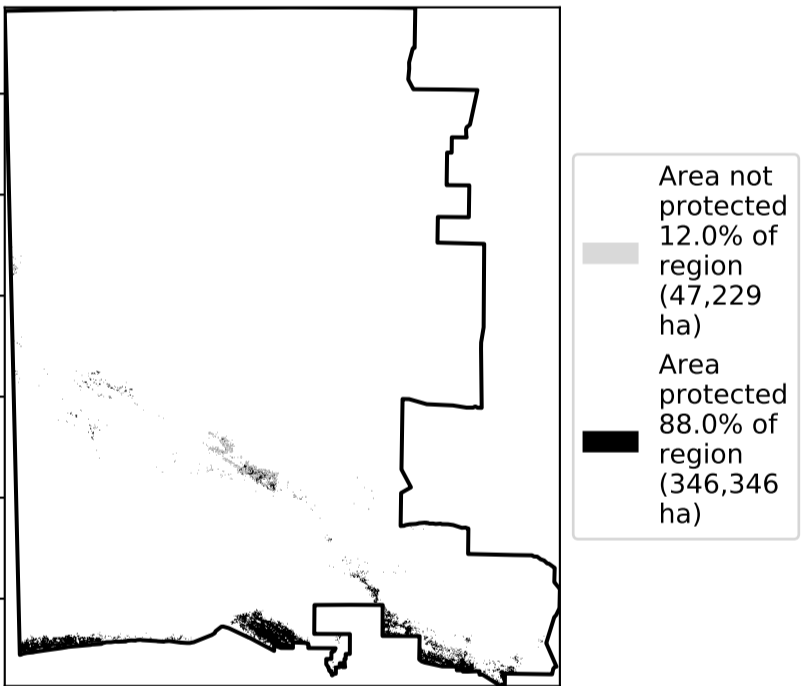 Area not
protected
12.0% of
region
(47,229
ha)
Area
protected
88.0% of
region
(346,346
ha)